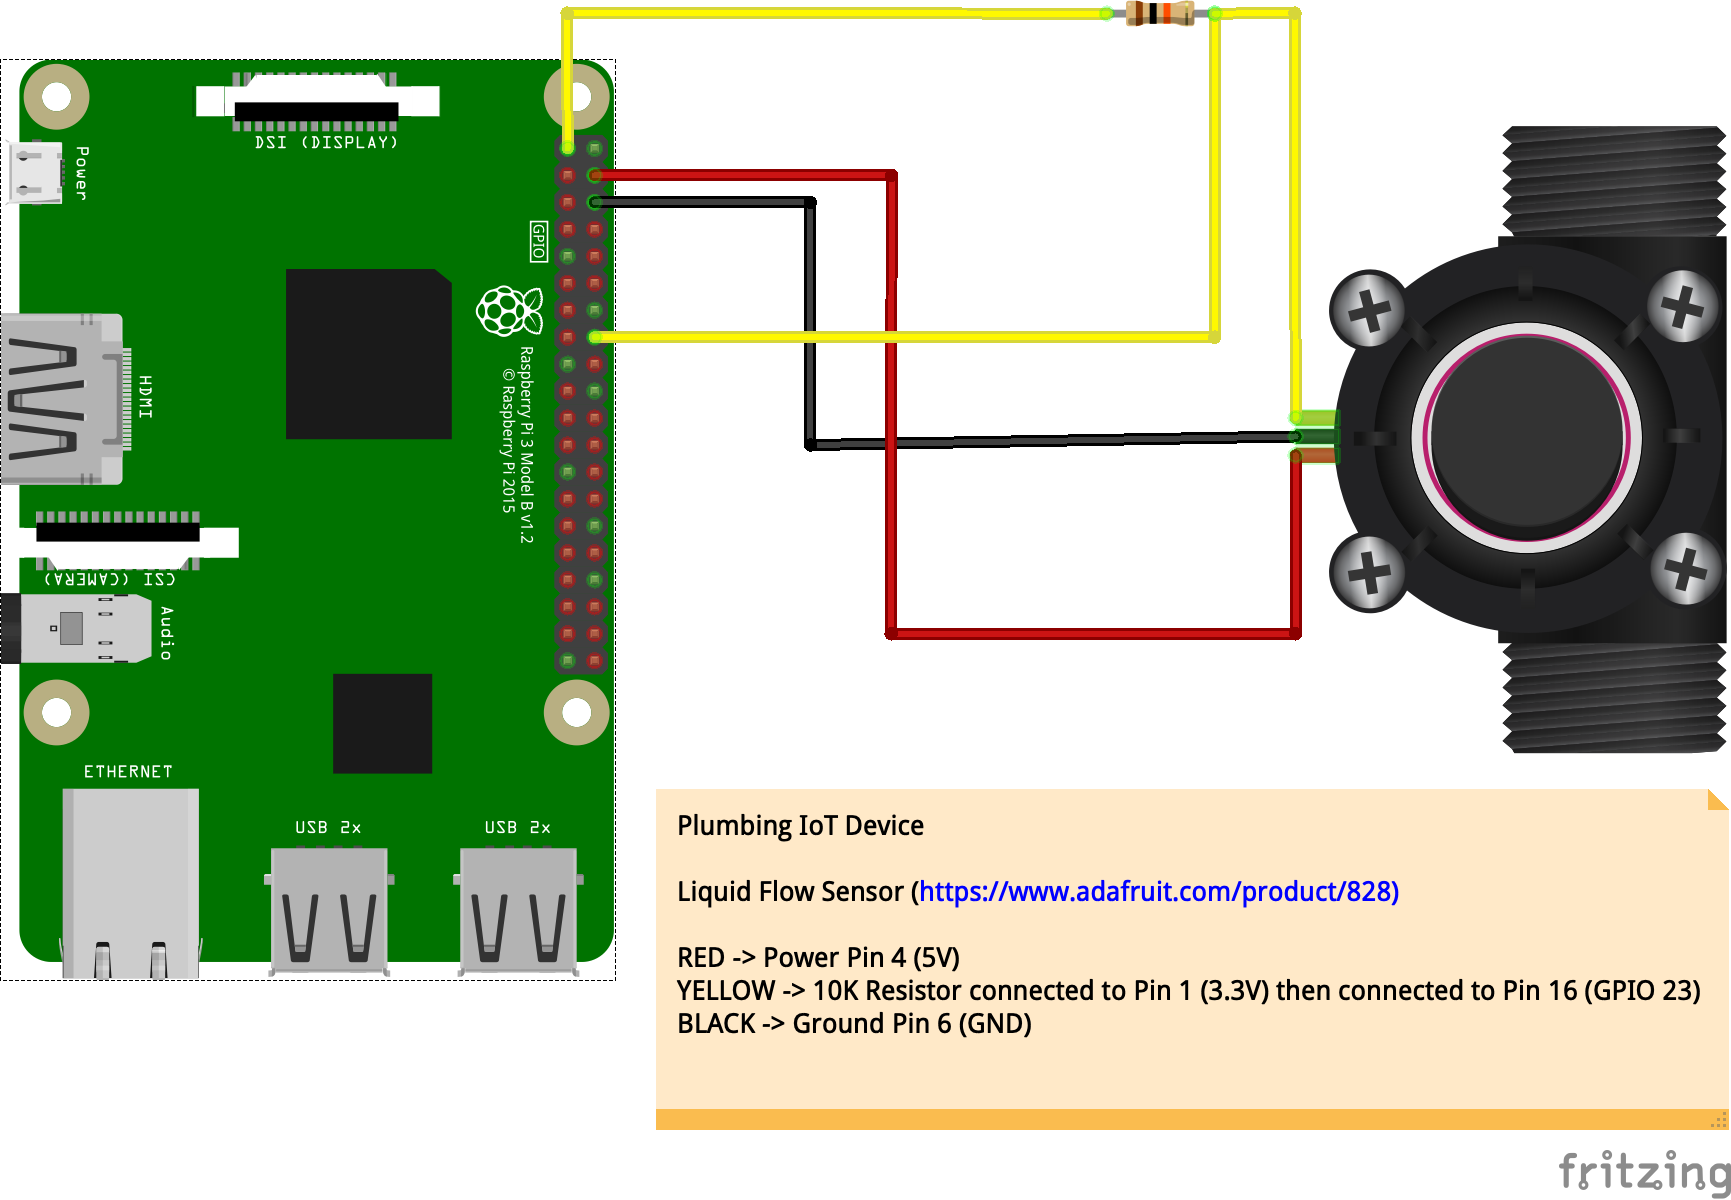 DSI (DISPLAY)
Power
GPIO
HDMI
Raspberry Pi 3 Model B v1.2
© Raspberry Pi 2015
CSI (CAMERA)
Audio
ETHERNET
USB 2x
USB 2x
Plumbing IoT Device
Liquid Flow Sensor (https://www.adafruit.com/product/828)
RED -> Power Pin 4 (5V)
YELLOW -> 10K Resistor connected to Pin 1 (3.3V) then connected to Pin 16 (GPIO 23)
BLACK -> Ground Pin 6 (GND)
fritzing